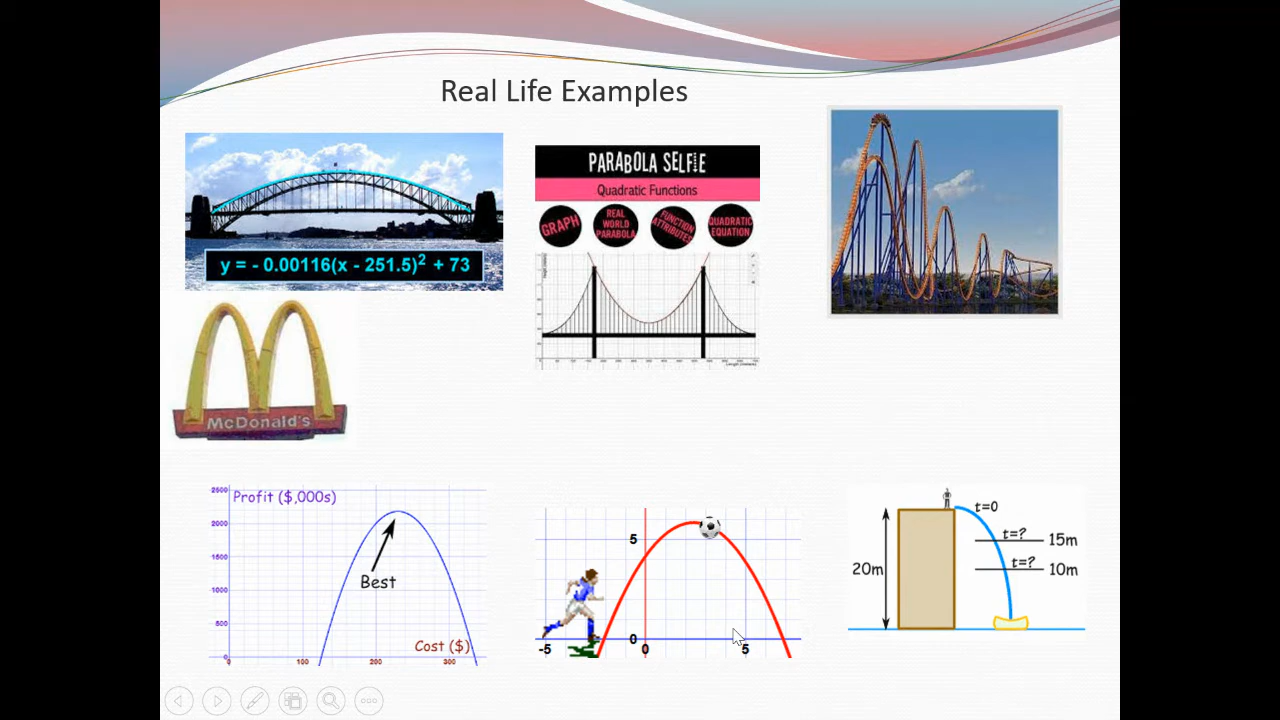 Real Life Examples
y = - 0.00116(x - 251.5)² + 73
PARABOLA SELFIE
Quadratic Functions
GRAPH
REAL
WORLD
PARABOLA
FUNCTION
ATTRIBUTES
QUADRATIC
EQUATION
McDonald's
Profit ($,000s)
2500
2000
1500
1000
500
0
Best
Cost ($)
0 100 200 300
5
0
-5 0 5
t=0
t=? 15m
t=? 10m
20m